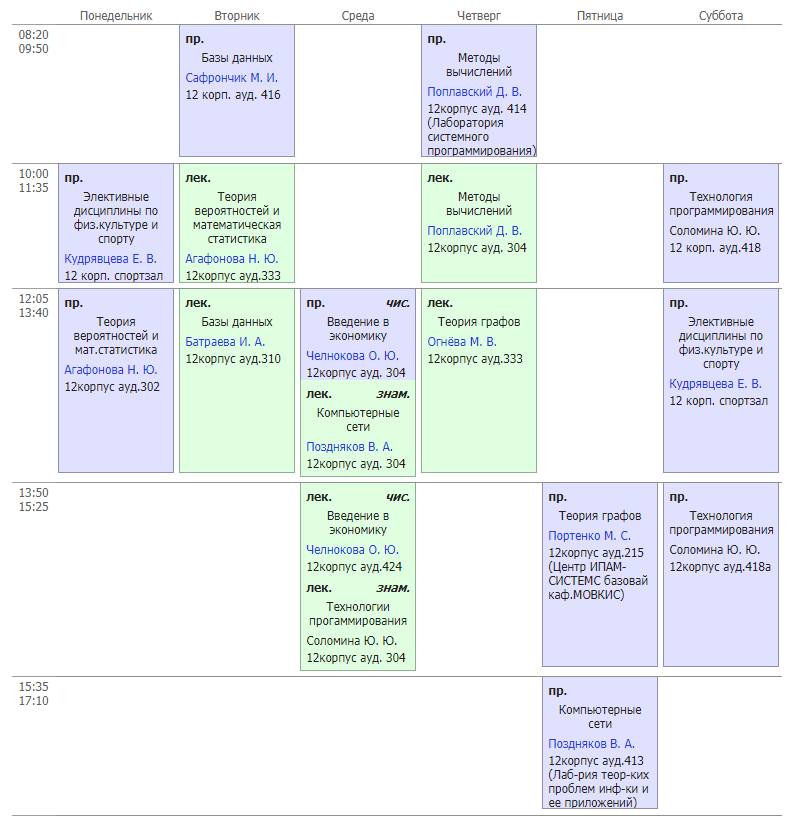 Понедельник
Вторник
Среда
Четверг
Пятница
Суббота
08:20
09:50
пр.
Базы данных
Сафрончик М. И.
12 корп. ауд. 416
пр.
Методы
вычислений
Поплавский Д. В.
12корпус ауд. 414
(Лаборатория
системного
программирования)
10:00
11:35
пр.
Элективные
дисциплины по
физ.культуре и
спорту
Кудрявцева Е. В.
12 корп. спортзал
лек.
Теория
вероятностей и
математическая
статистика
Агафонова Н. Ю.
12корпус ауд.333
лек.
Методы
вычислений
Поплавский Д. В.
12корпус ауд. 304
пр.
Технология
программирования
Соломина Ю. Ю.
12 корп. ауд.418
12:05
13:40
пр.
Теория
вероятностей и
мат.статистика
Агафонова Н. Ю.
12корпус ауд.302
лек.
Базы данных
Батраева И. А.
12корпус ауд.310
пр. чис.
Введение в
экономику
Челнокова О. Ю.
12корпус ауд. 304
лек. знам.
Компьютерные
сети
Поздняков В. А.
12корпус ауд. 304
лек.
Теория графов
Огнёва М. В.
12корпус ауд.333
пр.
Элективные
дисциплины по
физ.культуре и
спорту
Кудрявцева Е. В.
12 корп. спортзал
13:50
15:25
лек. чис.
Введение в
экономику
Челнокова О. Ю.
12корпус ауд.424
лек. знам.
Технологии
прогаммирования
Соломина Ю. Ю.
12корпус ауд. 304
пр.
Теория графов
Портенко М. С.
12корпус ауд.215
(Центр ИПАМ-
СИСТЕМС базовай
каф.МОВКИС)
пр.
Технология
программирования
Соломина Ю. Ю.
12корпус ауд.418а
15:35
17:10
пр.
Компьютерные
сети
Поздняков В. А.
12корпус ауд.413
(Лаб-рия теор-ких
проблем инф-ки и
ее приложений)